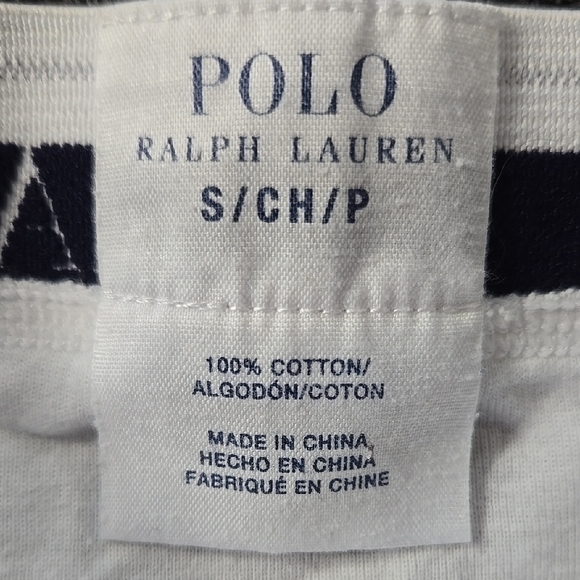 POLO
RALPH LAUREN
S/CH/P
100% COTTON/
ALGODÓN/COTON
MADE IN CHINA
HECHO EN CHINA
FABRIQUÉ EN CHINE